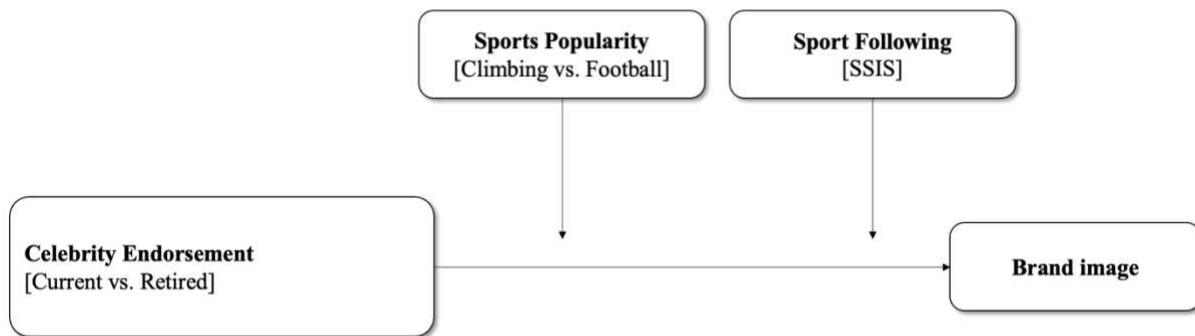 Sports Popularity
[Climbing vs. Football]
Sport Following
[SSIS]
Celebrity Endorsement
[Current vs. Retired]
Brand image